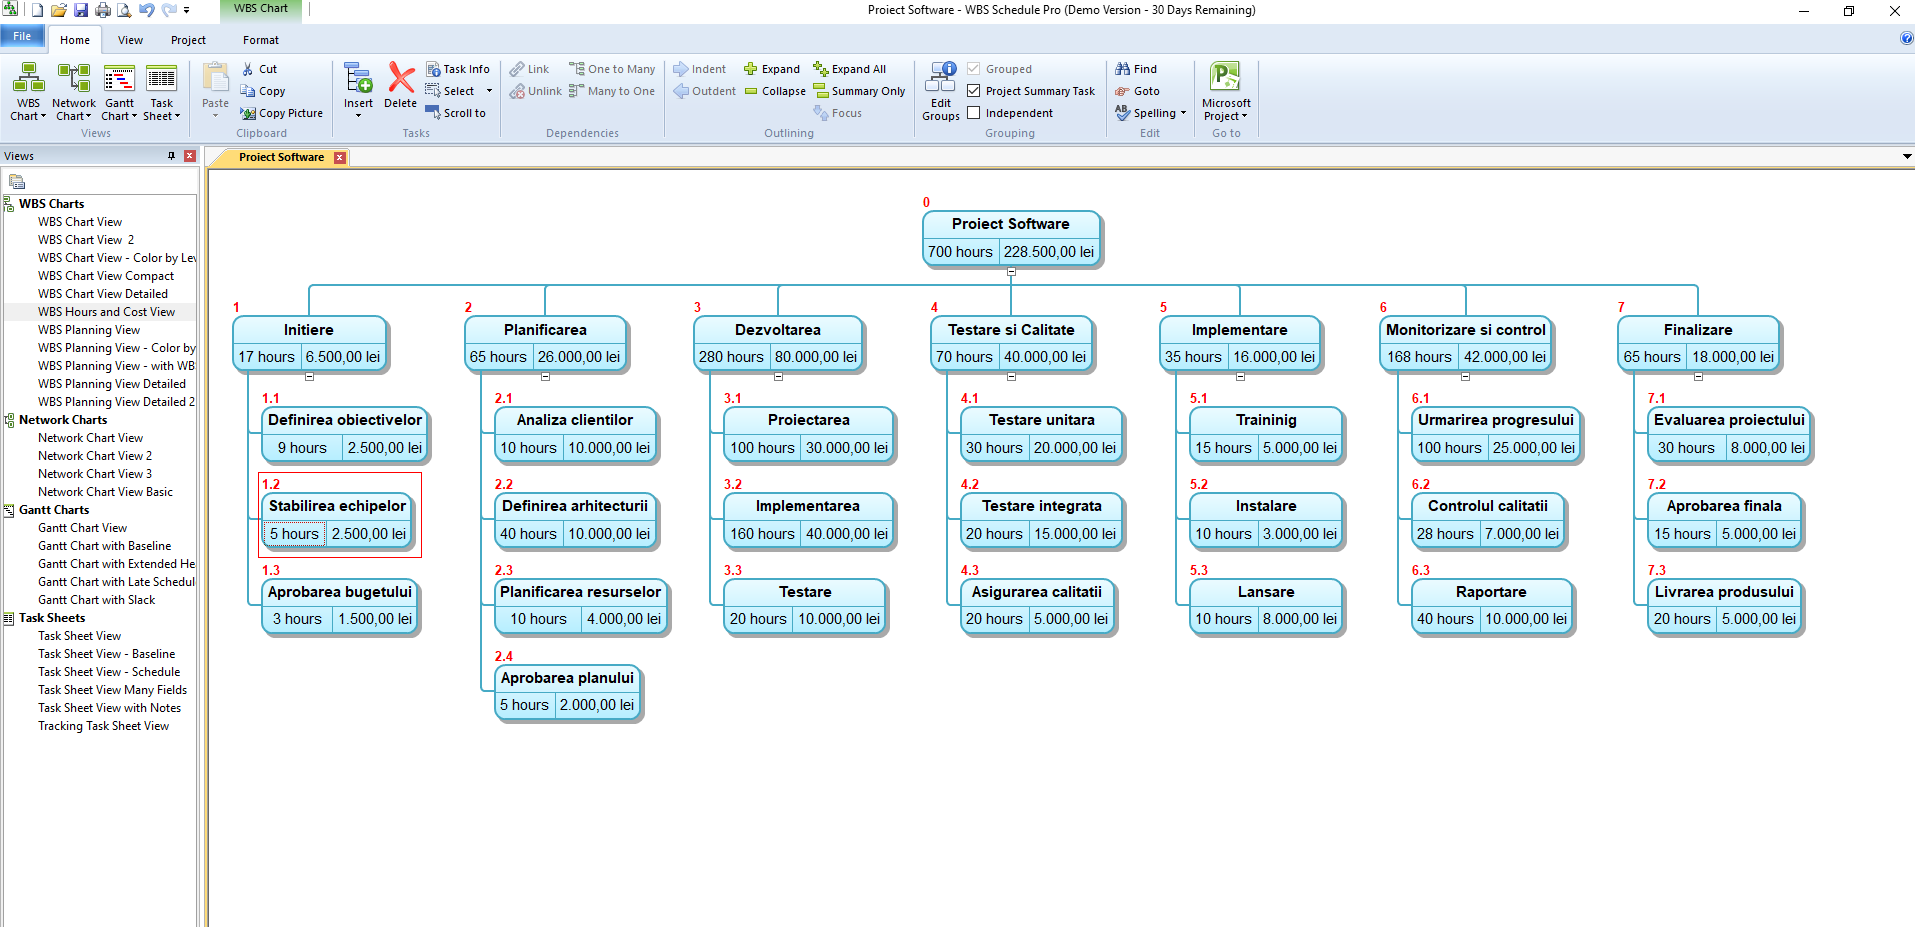 WBS Chart
Proiect Software - WBS Schedule Pro (Demo Version - 30 Days Remaining)
File Home View Project Format
WBS Chart
Network Chart
Gantt Chart
Task Sheet
Views
Paste
Cut
Copy
Copy Picture
Clipboard
Insert
Delete
Task Info
Select
Scroll to
Tasks
Link
Unlink
One to Many
Many to One
Dependencies
Indent
Outdent
Expand
Collapse
Expand All
Summary Only
Focus
Outlining
Edit Groups
Grouped
Project Summary Task
Independent
Grouping
Find
Goto
Spelling
Edit
Microsoft Project
Go to
Views
WBS Charts
WBS Chart View
WBS Chart View 2
WBS Chart View - Color by Lev
WBS Chart View Compact
WBS Chart View Detailed
WBS Hours and Cost View
WBS Planning View
WBS Planning View - Color by
WBS Planning View - with WB
WBS Planning View Detailed
WBS Planning View Detailed 2
Network Charts
Network Chart View
Network Chart View 2
Network Chart View 3
Network Chart View Basic
Gantt Charts
Gantt Chart View
Gantt Chart with Baseline
Gantt Chart with Extended He
Gantt Chart with Late Schedul
Gantt Chart with Slack
Task Sheets
Task Sheet View
Task Sheet View - Baseline
Task Sheet View - Schedule
Task Sheet View Many Fields
Task Sheet View with Notes
Tracking Task Sheet View
Proiect Software
0
Proiect Software
700 hours 228.500,00 lei
1
Initiere
17 hours 6.500,00 lei
1.1
Definirea obiectivelor
9 hours 2.500,00 lei
1.2
Stabilirea echipelor
5 hours 2.500,00 lei
1.3
Aprobarea bugetului
3 hours 1.500,00 lei
2
Planificarea
65 hours 26.000,00 lei
2.1
Analiza clientilor
10 hours 10.000,00 lei
2.2
Definirea arhitecturii
40 hours 10.000,00 lei
2.3
Planificarea resurselor
10 hours 4.000,00 lei
2.4
Aprobarea planului
5 hours 2.000,00 lei
3
Dezvoltarea
280 hours 80.000,00 lei
3.1
Proiectarea
100 hours 30.000,00 lei
3.2
Implementarea
160 hours 40.000,00 lei
3.3
Testare
20 hours 10.000,00 lei
4
Testare si Calitate
70 hours 40.000,00 lei
4.1
Testare unitara
30 hours 20.000,00 lei
4.2
Testare integrata
20 hours 15.000,00 lei
4.3
Asigurarea calitatii
20 hours 5.000,00 lei
5
Implementare
35 hours 16.000,00 lei
5.1
Traininig
15 hours 5.000,00 lei
5.2
Instalare
10 hours 3.000,00 lei
5.3
Lansare
10 hours 8.000,00 lei
6
Monitorizare si control
168 hours 42.000,00 lei
6.1
Urmarirea progresului
100 hours 25.000,00 lei
6.2
Controlul calitatii
28 hours 7.000,00 lei
6.3
Raportare
40 hours 10.000,00 lei
7
Finalizare
65 hours 18.000,00 lei
7.1
Evaluarea proiectului
30 hours 8.000,00 lei
7.2
Aprobarea finala
15 hours 5.000,00 lei
7.3
Livrarea produsului
20 hours 5.000,00 lei